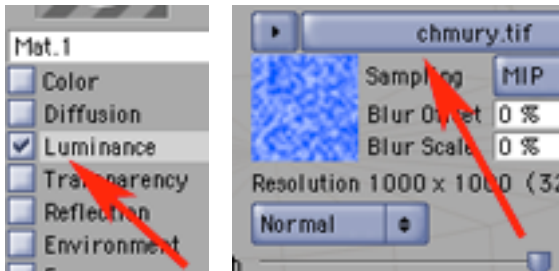 Mat.1
Color
Diffusion
Luminance
Transparency
Reflection
Environment
chmury.tif
Sampling MIP
Blur Offset 0 %
Blur Scale 0 %
Resolution 1000 x 1000 (32
Normal